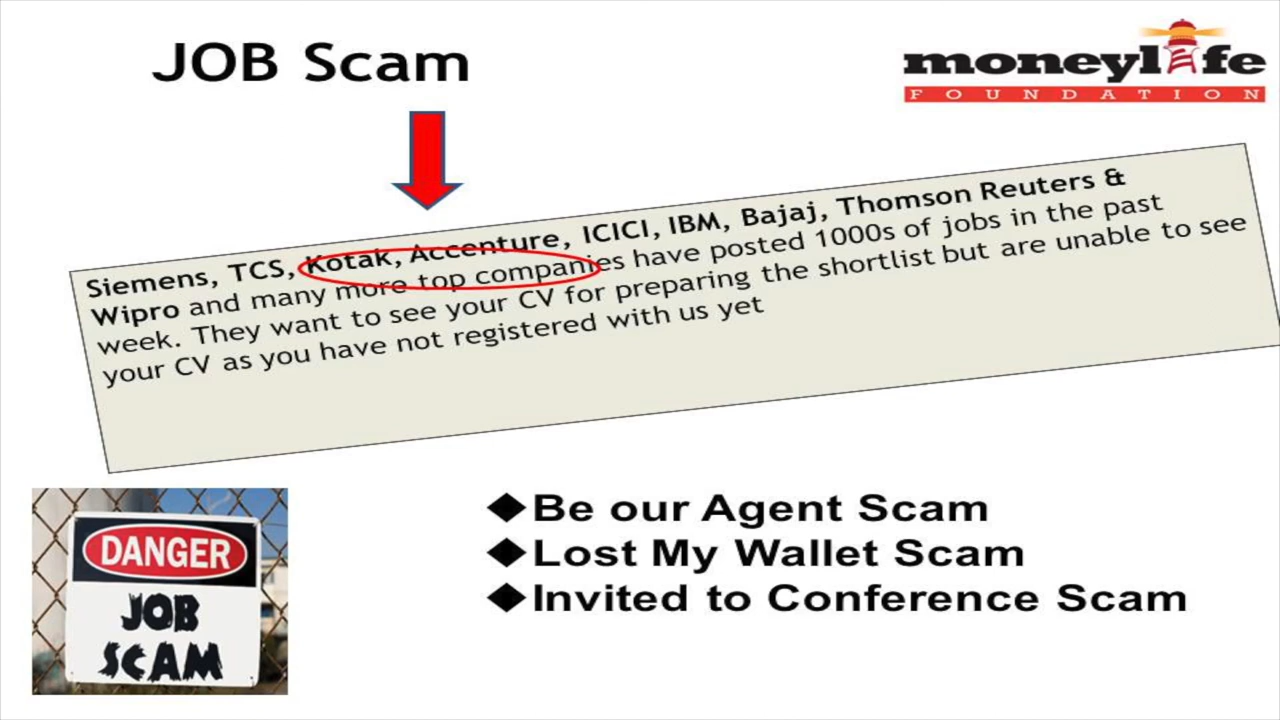 JOB Scam
moneylife
FOUNDATION
Siemens, TCS, Kotak, Accenture, ICICI, IBM, Bajaj, Thomson Reuters &
Wipro and many more top companies have posted 1000s of jobs in the past
week. They want to see your CV for preparing the shortlist but are unable to see
your CV as you have not registered with us yet
DANGER
JOB
SCAM
◆Be our Agent Scam
◆Lost My Wallet Scam
◆Invited to Conference Scam